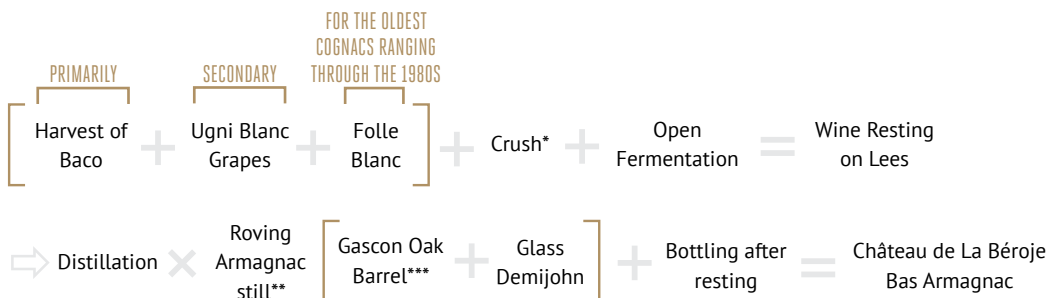 FOR THE OLDEST
COGNACS RANGING
THROUGH THE 1980S
PRIMARILY
SECONDARY
Harvest of
Baco
+
Ugni Blanc
Grapes
+
Folle
Blanc
+
Crush*
+
Open
Fermentation
=
Wine Resting
on Lees
Distillation
×
Roving
Armagnac
still**
Gascon Oak
Barrel***
+
Glass
Demijohn
+
Bottling after
resting
=
Château de La Béroje
Bas Armagnac